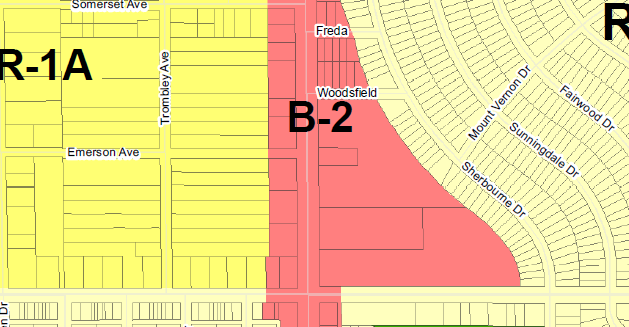 Somerset Ave
Freda
R
R-1A
Trombley Ave
Woodsfield
Mount Vernon Dr
Fairwood Dr
B-2
Sunningdale Dr
Emerson Ave
Sherbourne Dr
Dr